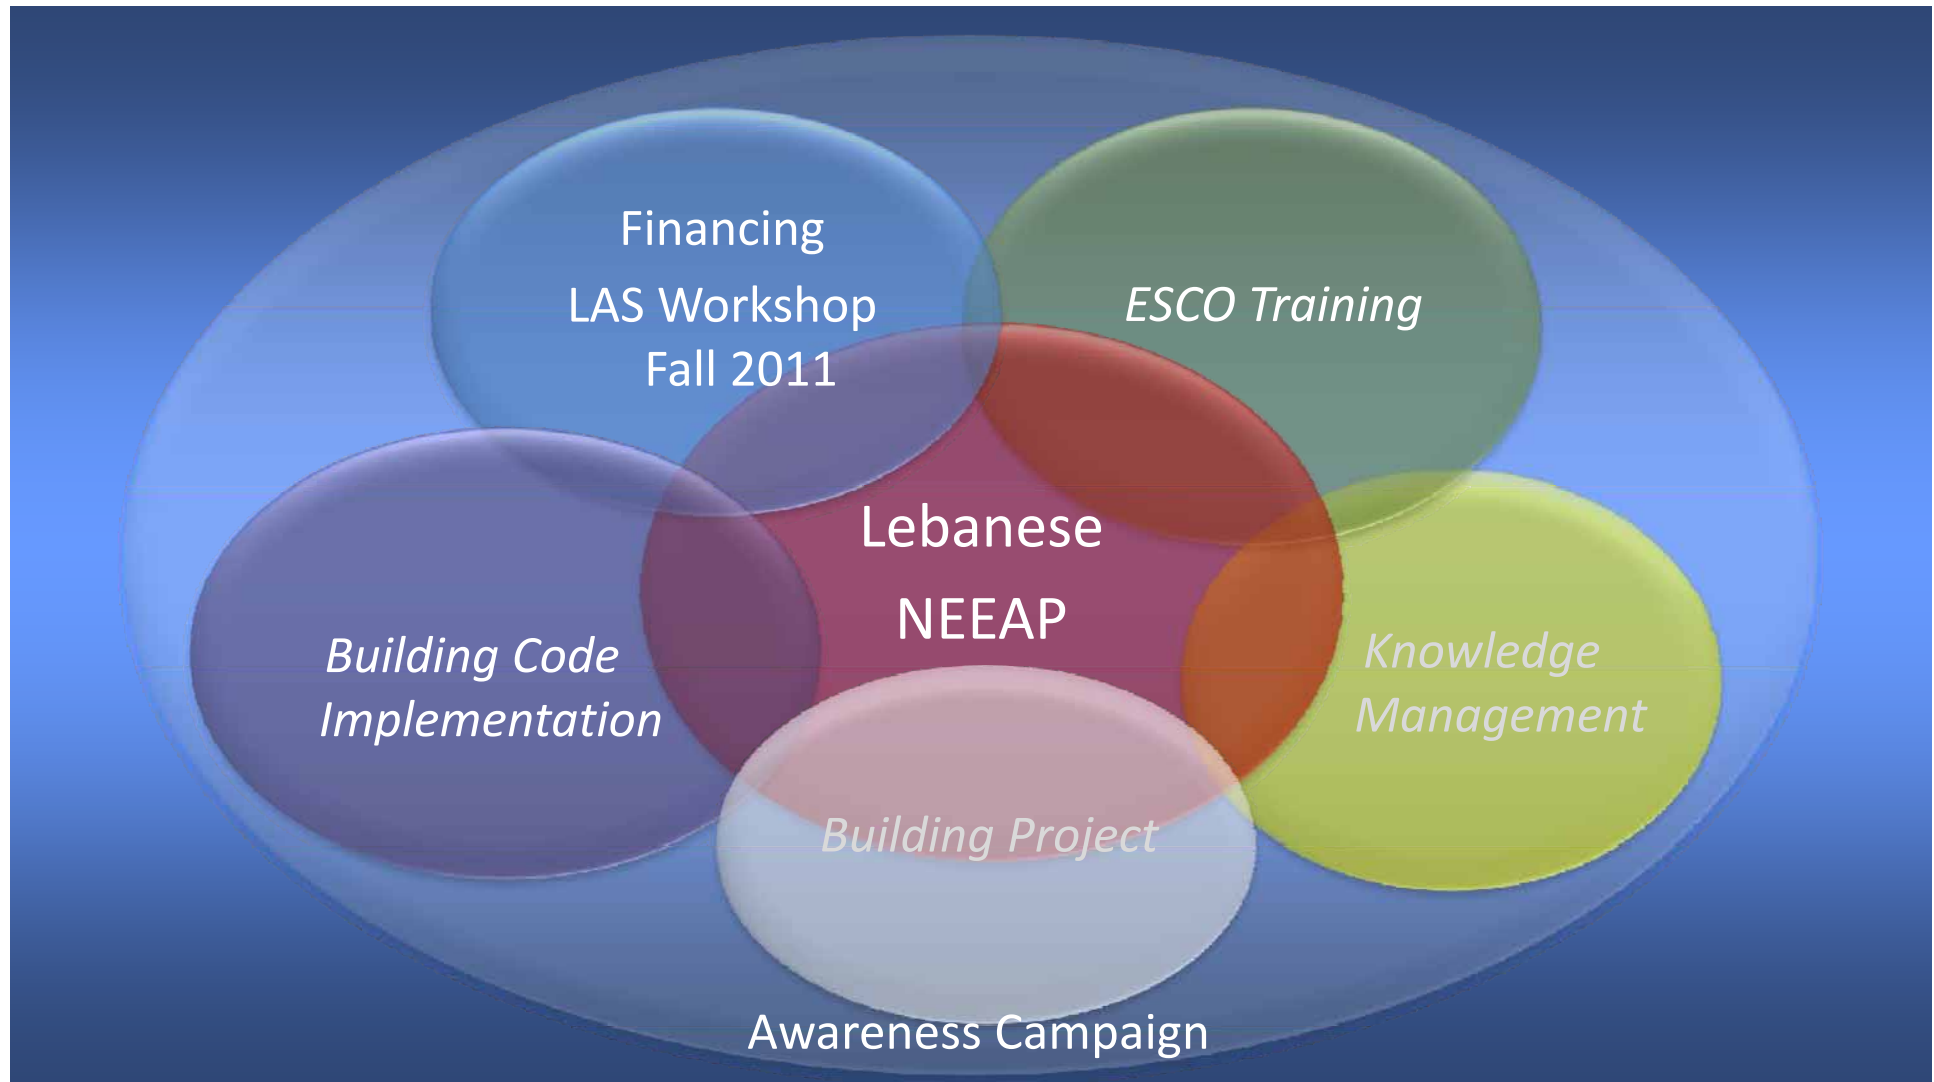 Financing
LAS Workshop
Fall 2011
ESCO Training
Lebanese
NEEAP
Building Code
Implementation
Knowledge
Management
Building Project
Awareness Campaign